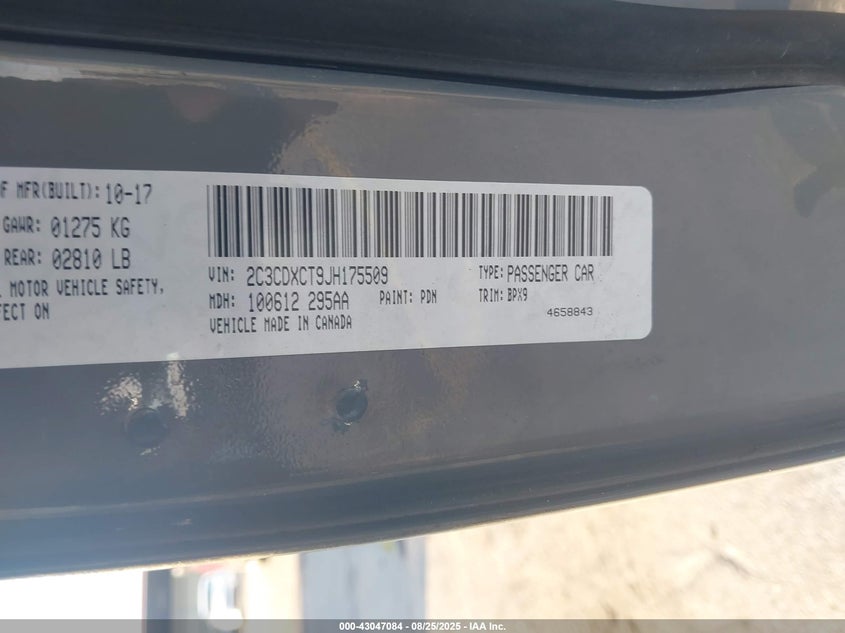 F MFR(BUILT): 10-17
GAWR: 01275 KG
REAR: 02810 LB
MOTOR VEHICLE SAFETY,
FECT ON
VIN: 2C3CDXCT9JH175509
TYPE: PASSENGER CAR
MDH: 100612 295AA
PAINT: PDN
TRIM: BPX9
VEHICLE MADE IN CANADA
4658843
000-43047084 - 08/25/2025 - IAA Inc.